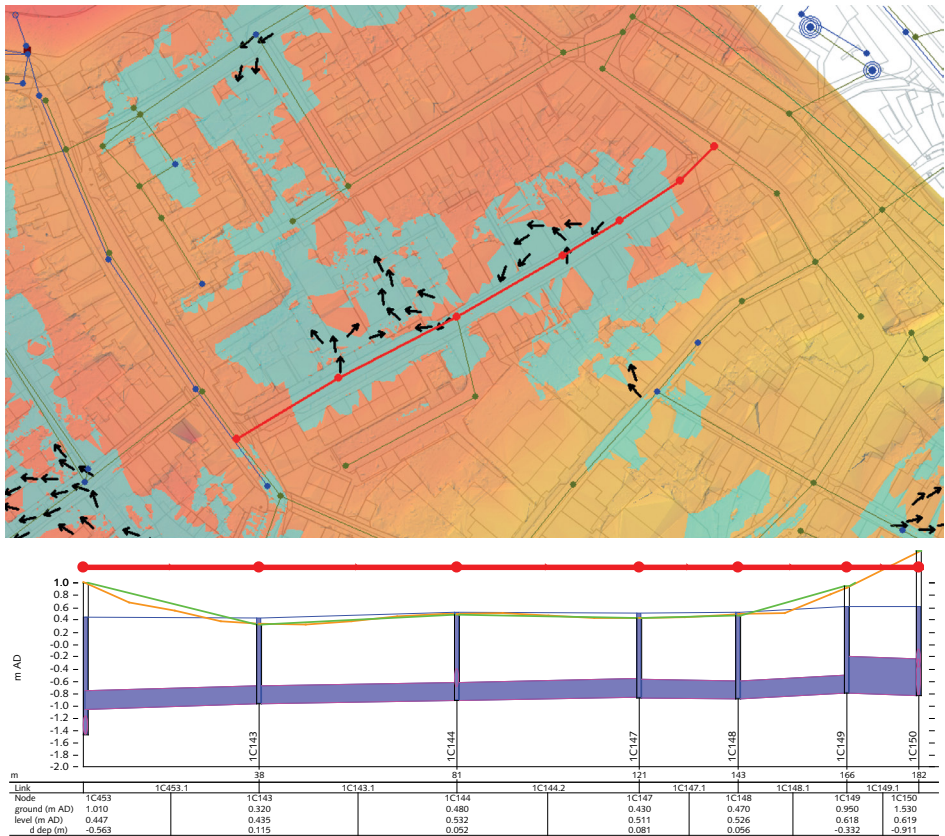 1.0
0.8
0.6
0.4
0.2
-0.0
-0.2
-0.4
-0.6
-0.8
-1.0
-1.2
-1.4
-1.6
-1.8
-2.0
m AD
1C143
1C144
1C147
1C148
1C149
1C150
m 38 81 121 143 166 182
Link 1C453.1 1C143.1 1C144.2 1C147.1 1C148.1 1C149.1
Node 1C453 1C143 1C144 1C147 1C148 1C149 1C150
ground (m AD) 1.010 0.320 0.480 0.430 0.470 0.950 1.530
level (m AD) 0.447 0.435 0.532 0.511 0.526 0.618 0.619
d dep (m) -0.563 0.115 0.052 0.081 0.056 -0.332 -0.911